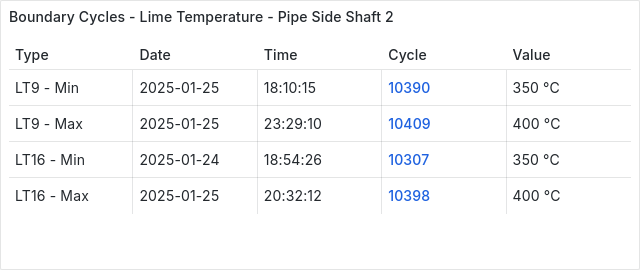 Boundary Cycles - Lime Temperature - Pipe Side Shaft 2
Type Date Time Cycle Value
LT9 - Min 2025-01-25 18:10:15 10390 350 °C
LT9 - Max 2025-01-25 23:29:10 10409 400 °C
LT16 - Min 2025-01-24 18:54:26 10307 350 °C
LT16 - Max 2025-01-25 20:32:12 10398 400 °C